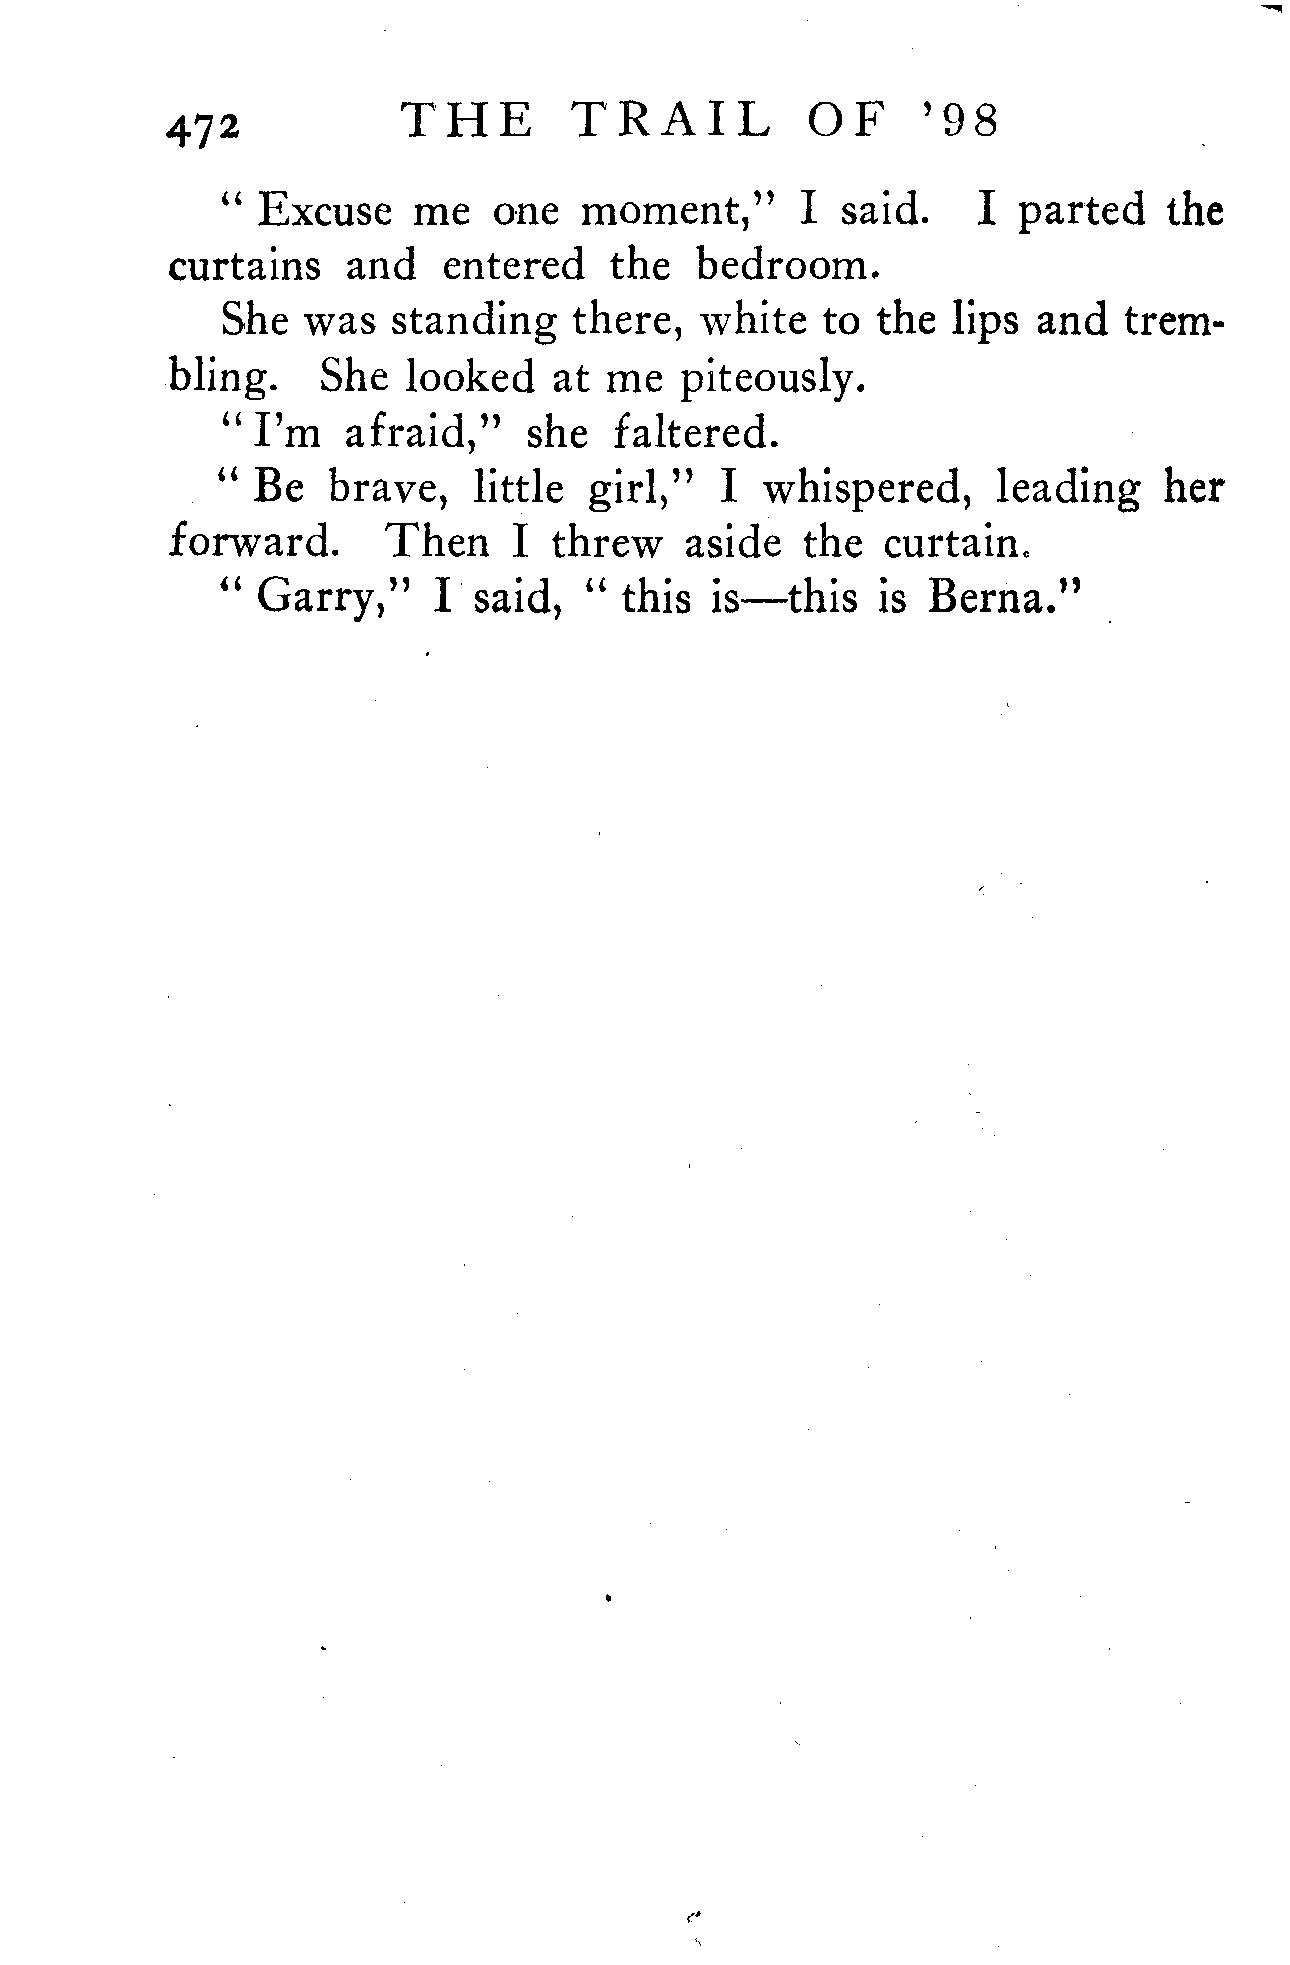 472 THE TRAIL OF ’98
“ Excuse me one moment,” I said. I parted the
curtains and entered the bedroom.
She was standing there, white to the lips and trem-
bling. She looked at me piteously.
“ I’m afraid,” she faltered.
“ Be brave, little girl,” I whispered, leading her
forward. Then I threw aside the curtain.
“ Garry,” I said, “ this is—this is Berna.”